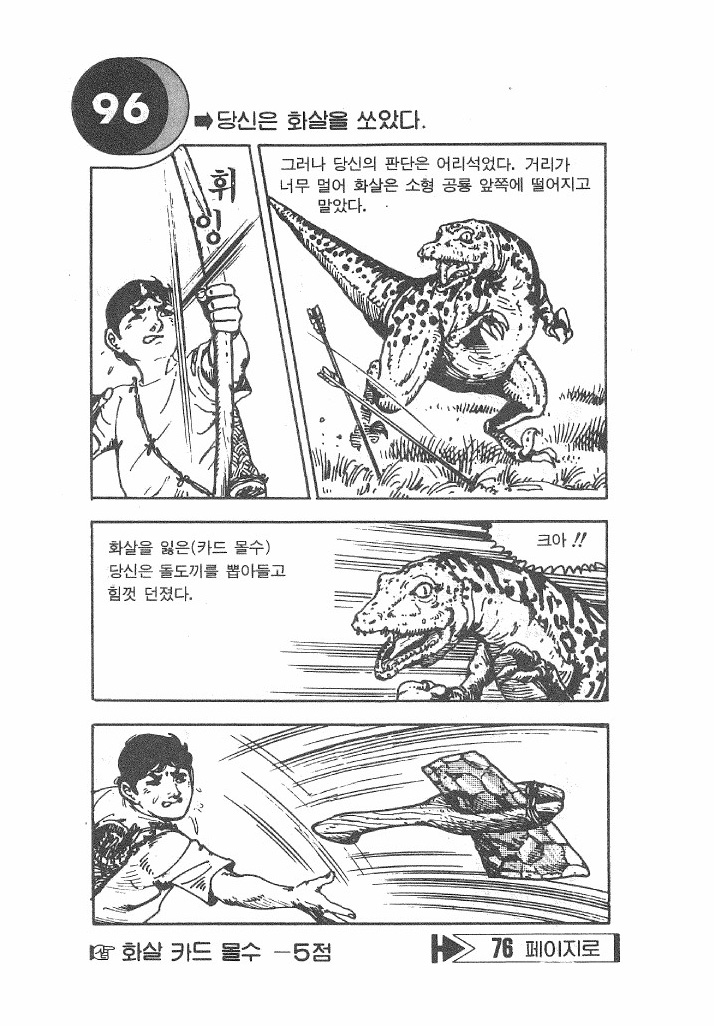 96
➡당신은 화살을 쏘았다.
휘잉
그러나 당신의 판단은 어리석었다. 거리가
너무 멀어 화살은 소형 공룡 앞쪽에 떨어지고
말았다.
화살을 잃은(카드 몰수)
당신은 돌도끼를 뽑아들고
힘껏 던졌다.
크아!!
☞ 화살 카드 몰수 -5점
76 페이지로